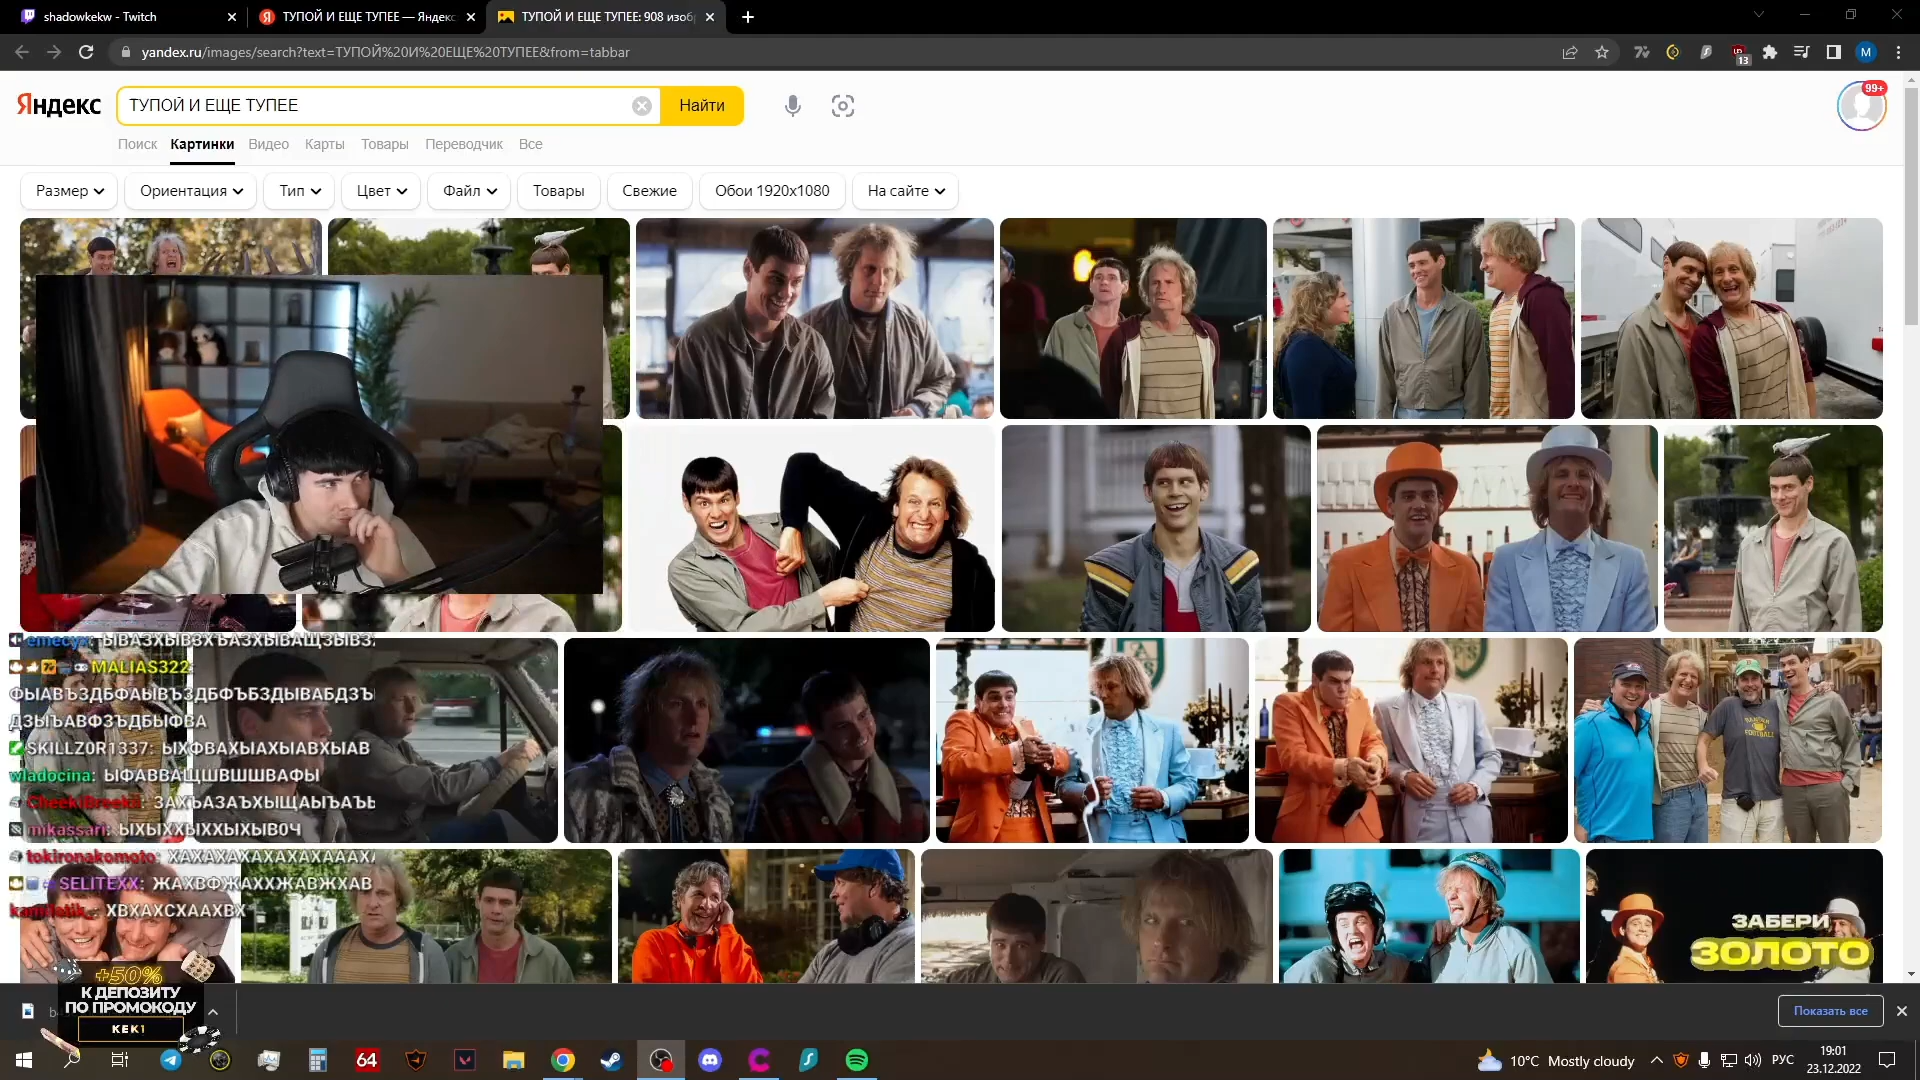 shadowkekw - Twitch
ТУПОЙ И ЕЩЕ ТУПЕЕ — Яндекс
ТУПОЙ И ЕЩЕ ТУПЕЕ: 908 изоб
yandex.ru/images/search?text=ТУПОЙ%20И%20ЕЩЕ%20ТУПЕЕ&from=tabbar
13
M
Яндекс
ТУПОЙ И ЕЩЕ ТУПЕЕ
Найти
99+
Поиск
Картинки
Видео
Карты
Товары
Переводчик
Все
Размер
Ориентация
Тип
Цвет
Файл
Товары
Свежие
Обои 1920x1080
На сайте
MALIAS322:
ДЗЫЪАВФЗЪДБЫФВА
SKILLZ0R1337: ЫХФВАХЫАХЫАВХЫАВ
wladocina: ЫФАВВАЩШВШШВАФЫ
mikassari: ЫХЫХХЫХХЫХЫВ0Ч
tokironakomoto: ХАХАХАХАХАХАХАААХА
SELITEXX: ЖАХВФЖАХХЖАВЖХАВ
ХВХАХСХААХВХ
ЗАБЕРИ
ЗОЛОТО
+50%
К ДЕПОЗИТУ
ПО ПРОМОКОДУ
KEK1
Показать все
64
10°C Mostly cloudy
РУС
19:01
23.12.2022